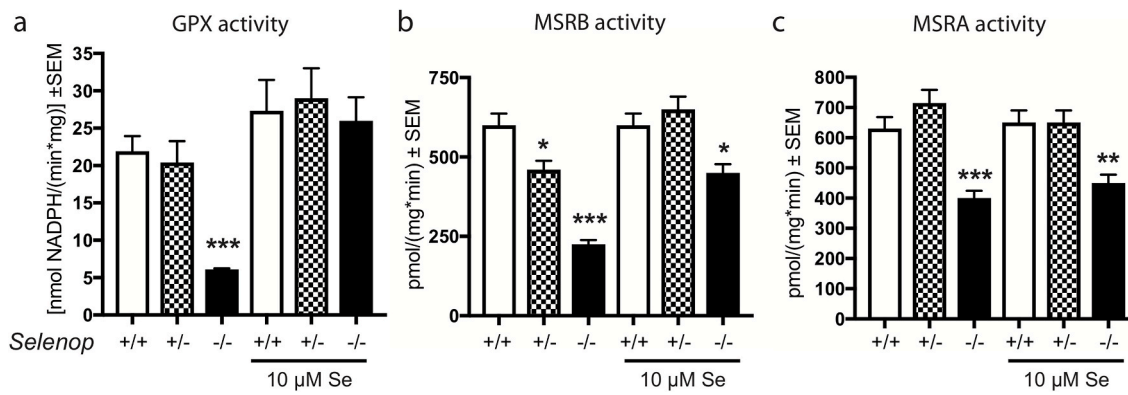 a GPX activity
[nmol NADPH/(min*mg)] ±SEM
35
30
25
20
15
10
5
0
***
Selenop +/+ +/- -/- +/+ +/- -/-
10 µM Se
b MSRB activity
pmol/(mg*min) ± SEM
750
500
250
0
*
***
*
+/+ +/- -/- +/+ +/- -/-
10 µM Se
c MSRA activity
pmol/(mg*min) ± SEM
800
700
600
500
400
300
200
100
0
***
**
+/+ +/- -/- +/+ +/- -/-
10 µM Se